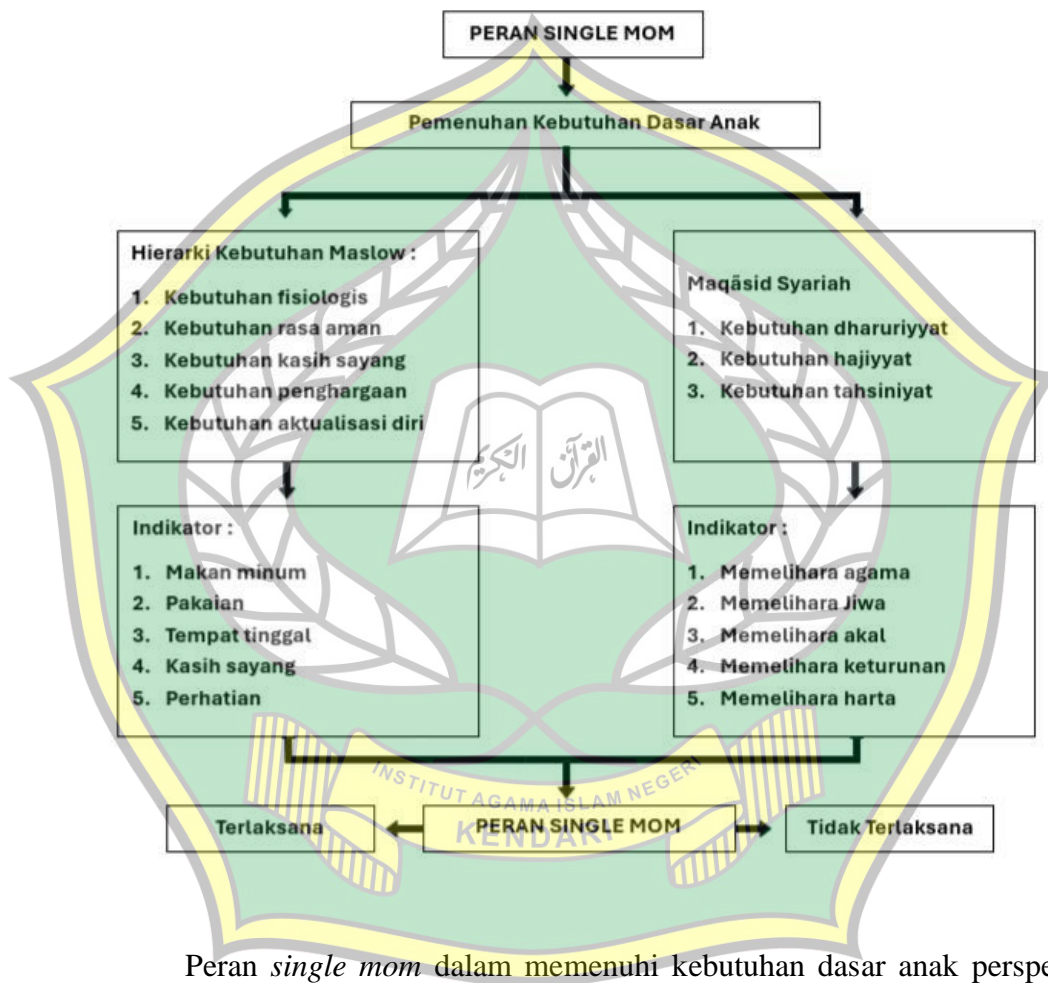 PERAN SINGLE MOM
Pemenuhan Kebutuhan Dasar Anak
Hierarki Kebutuhan Maslow :
1. Kebutuhan fisiologis
2. Kebutuhan rasa aman
3. Kebutuhan kasih sayang
4. Kebutuhan penghargaan
5. Kebutuhan aktualisasi diri
Maqāsid Syariah
1. Kebutuhan dharuriyyat
2. Kebutuhan hajiyyat
3. Kebutuhan tahsiniyat
القرآن الكريم
Indikator :
1. Makan minum
2. Pakaian
3. Tempat tinggal
4. Kasih sayang
5. Perhatian
Indikator :
1. Memelihara agama
2. Memelihara Jiwa
3. Memelihara akal
4. Memelihara keturunan
5. Memelihara harta
INSTITUT AGAMA ISLAM NEGERI
KENDARI
Terlaksana
PERAN SINGLE MOM
Tidak Terlaksana
Peran single mom dalam memenuhi kebutuhan dasar anak perspe